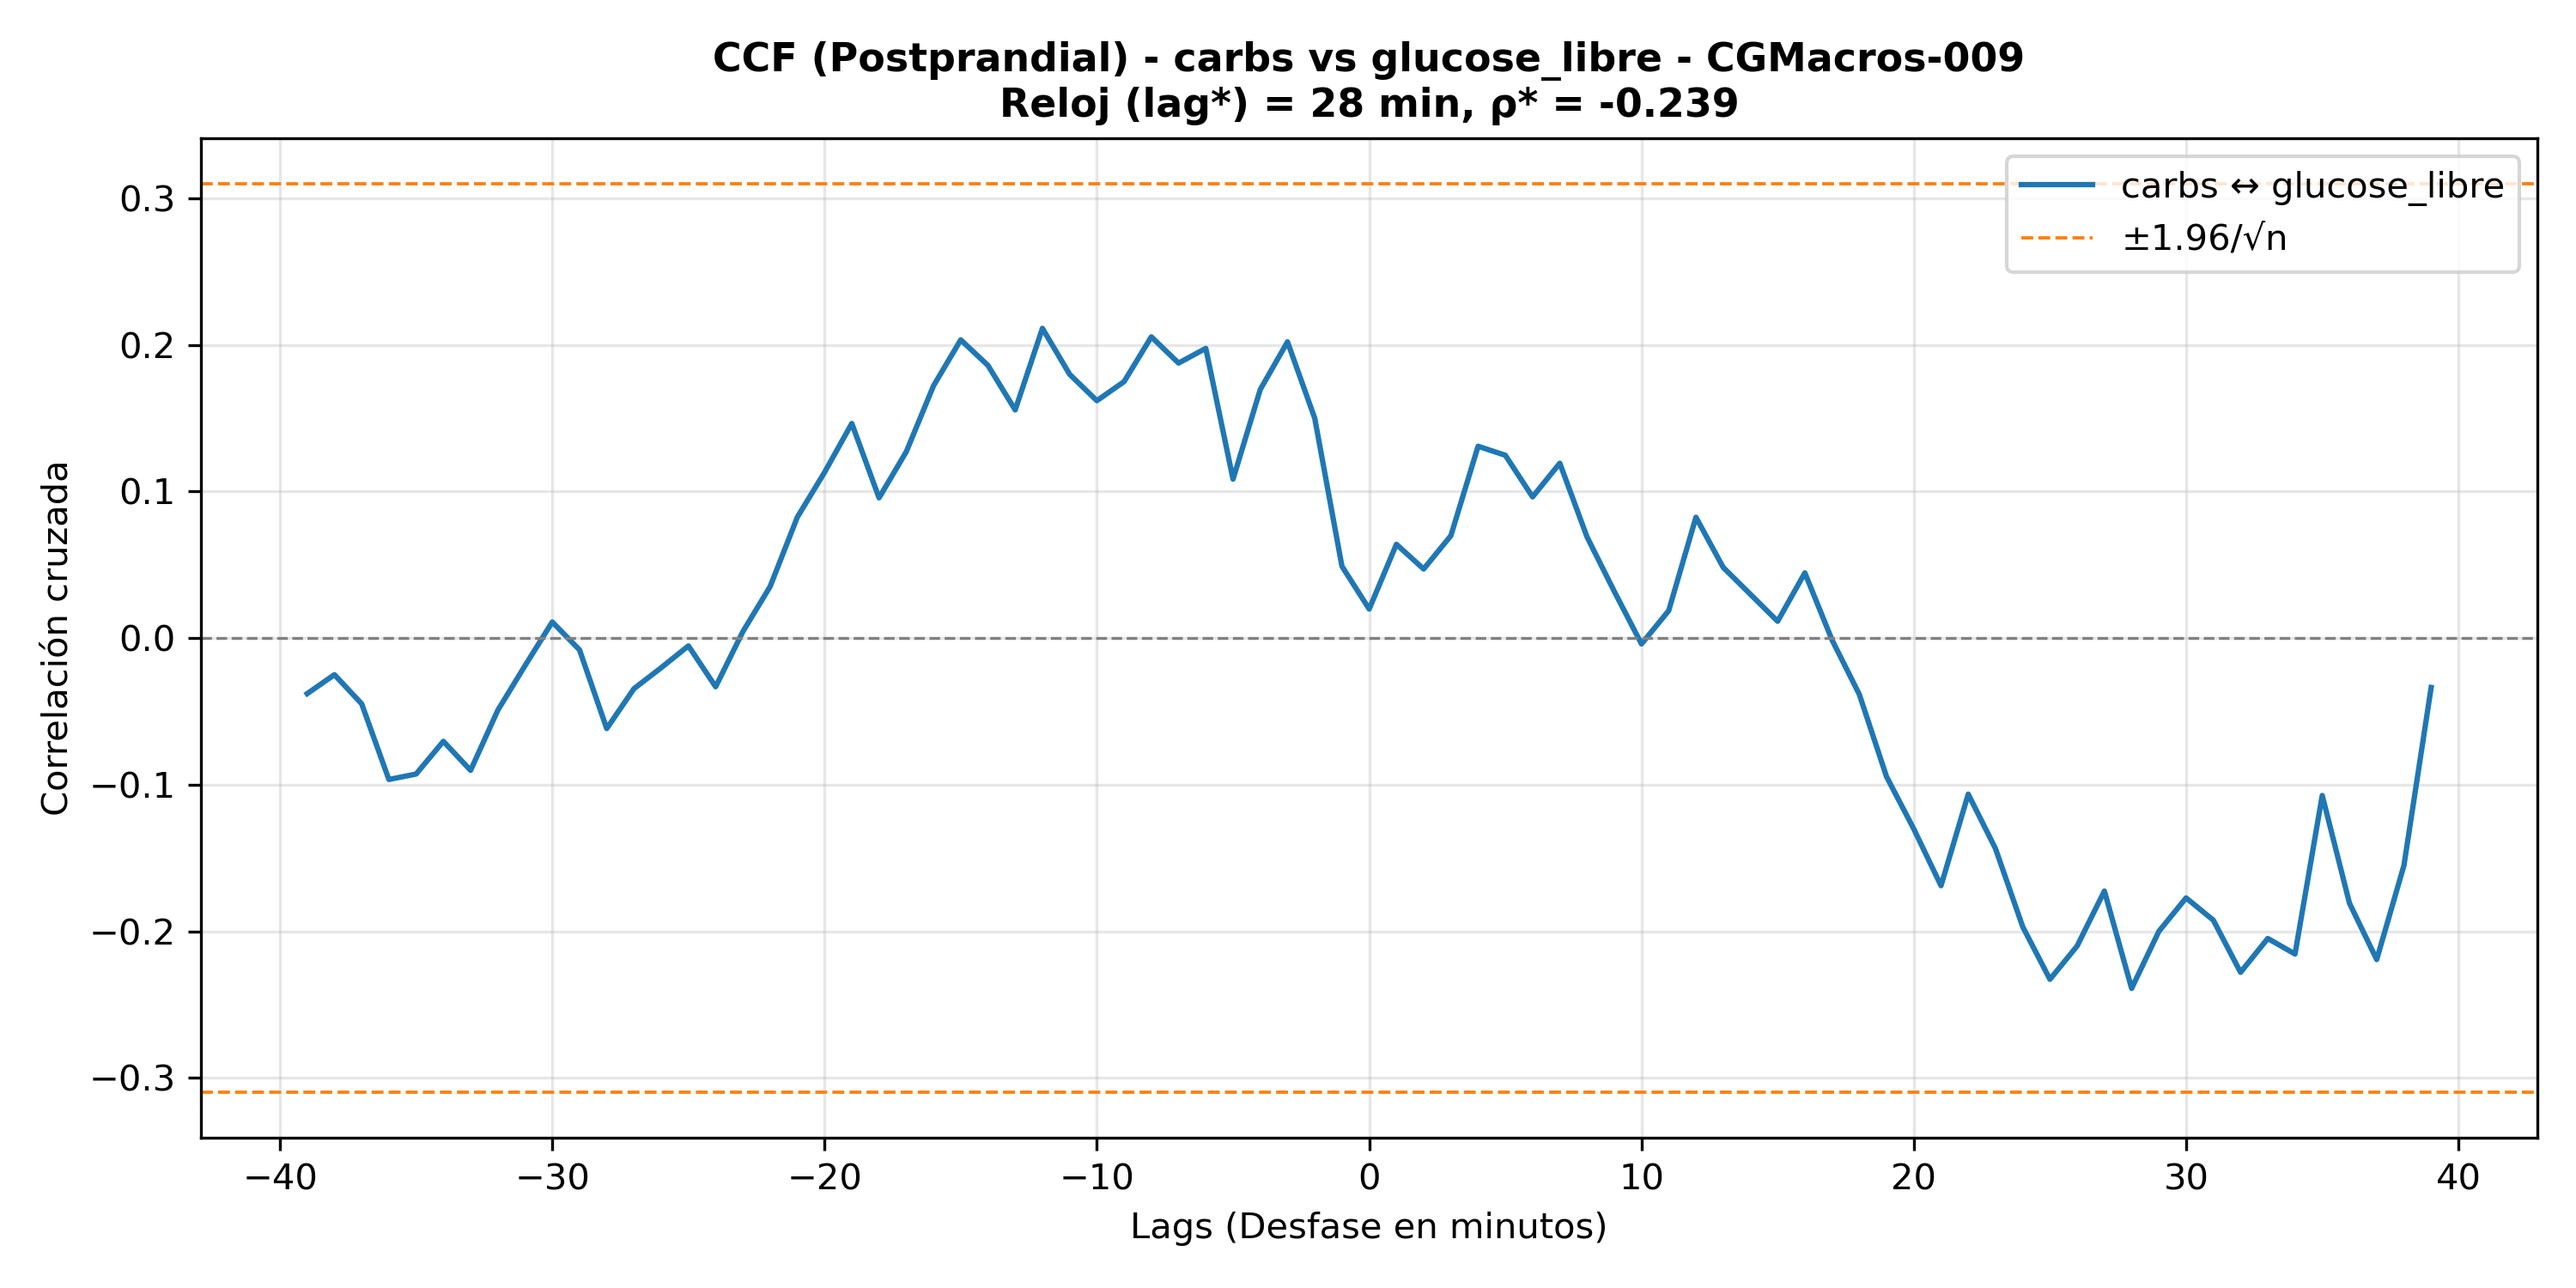 CCF (Postprandial) - carbs vs glucose_libre - CGMacros-009
Reloj (lag*) = 28 min, ρ* = -0.239
carbs ↔ glucose_libre
±1.96/√n
Correlación cruzada
0.3
0.2
0.1
0.0
−0.1
−0.2
−0.3
−40 −30 −20 −10 0 10 20 30 40
Lags (Desfase en minutos)